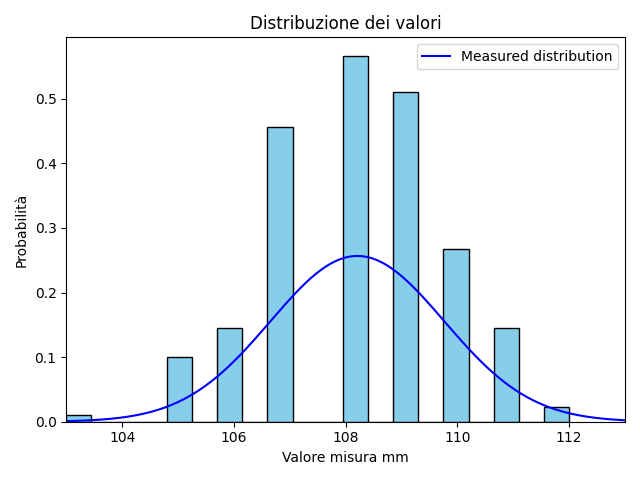 Distribuzione dei valori
Measured distribution
Probabilità
0.5
0.4
0.3
0.2
0.1
0.0
104 106 108 110 112
Valore misura mm